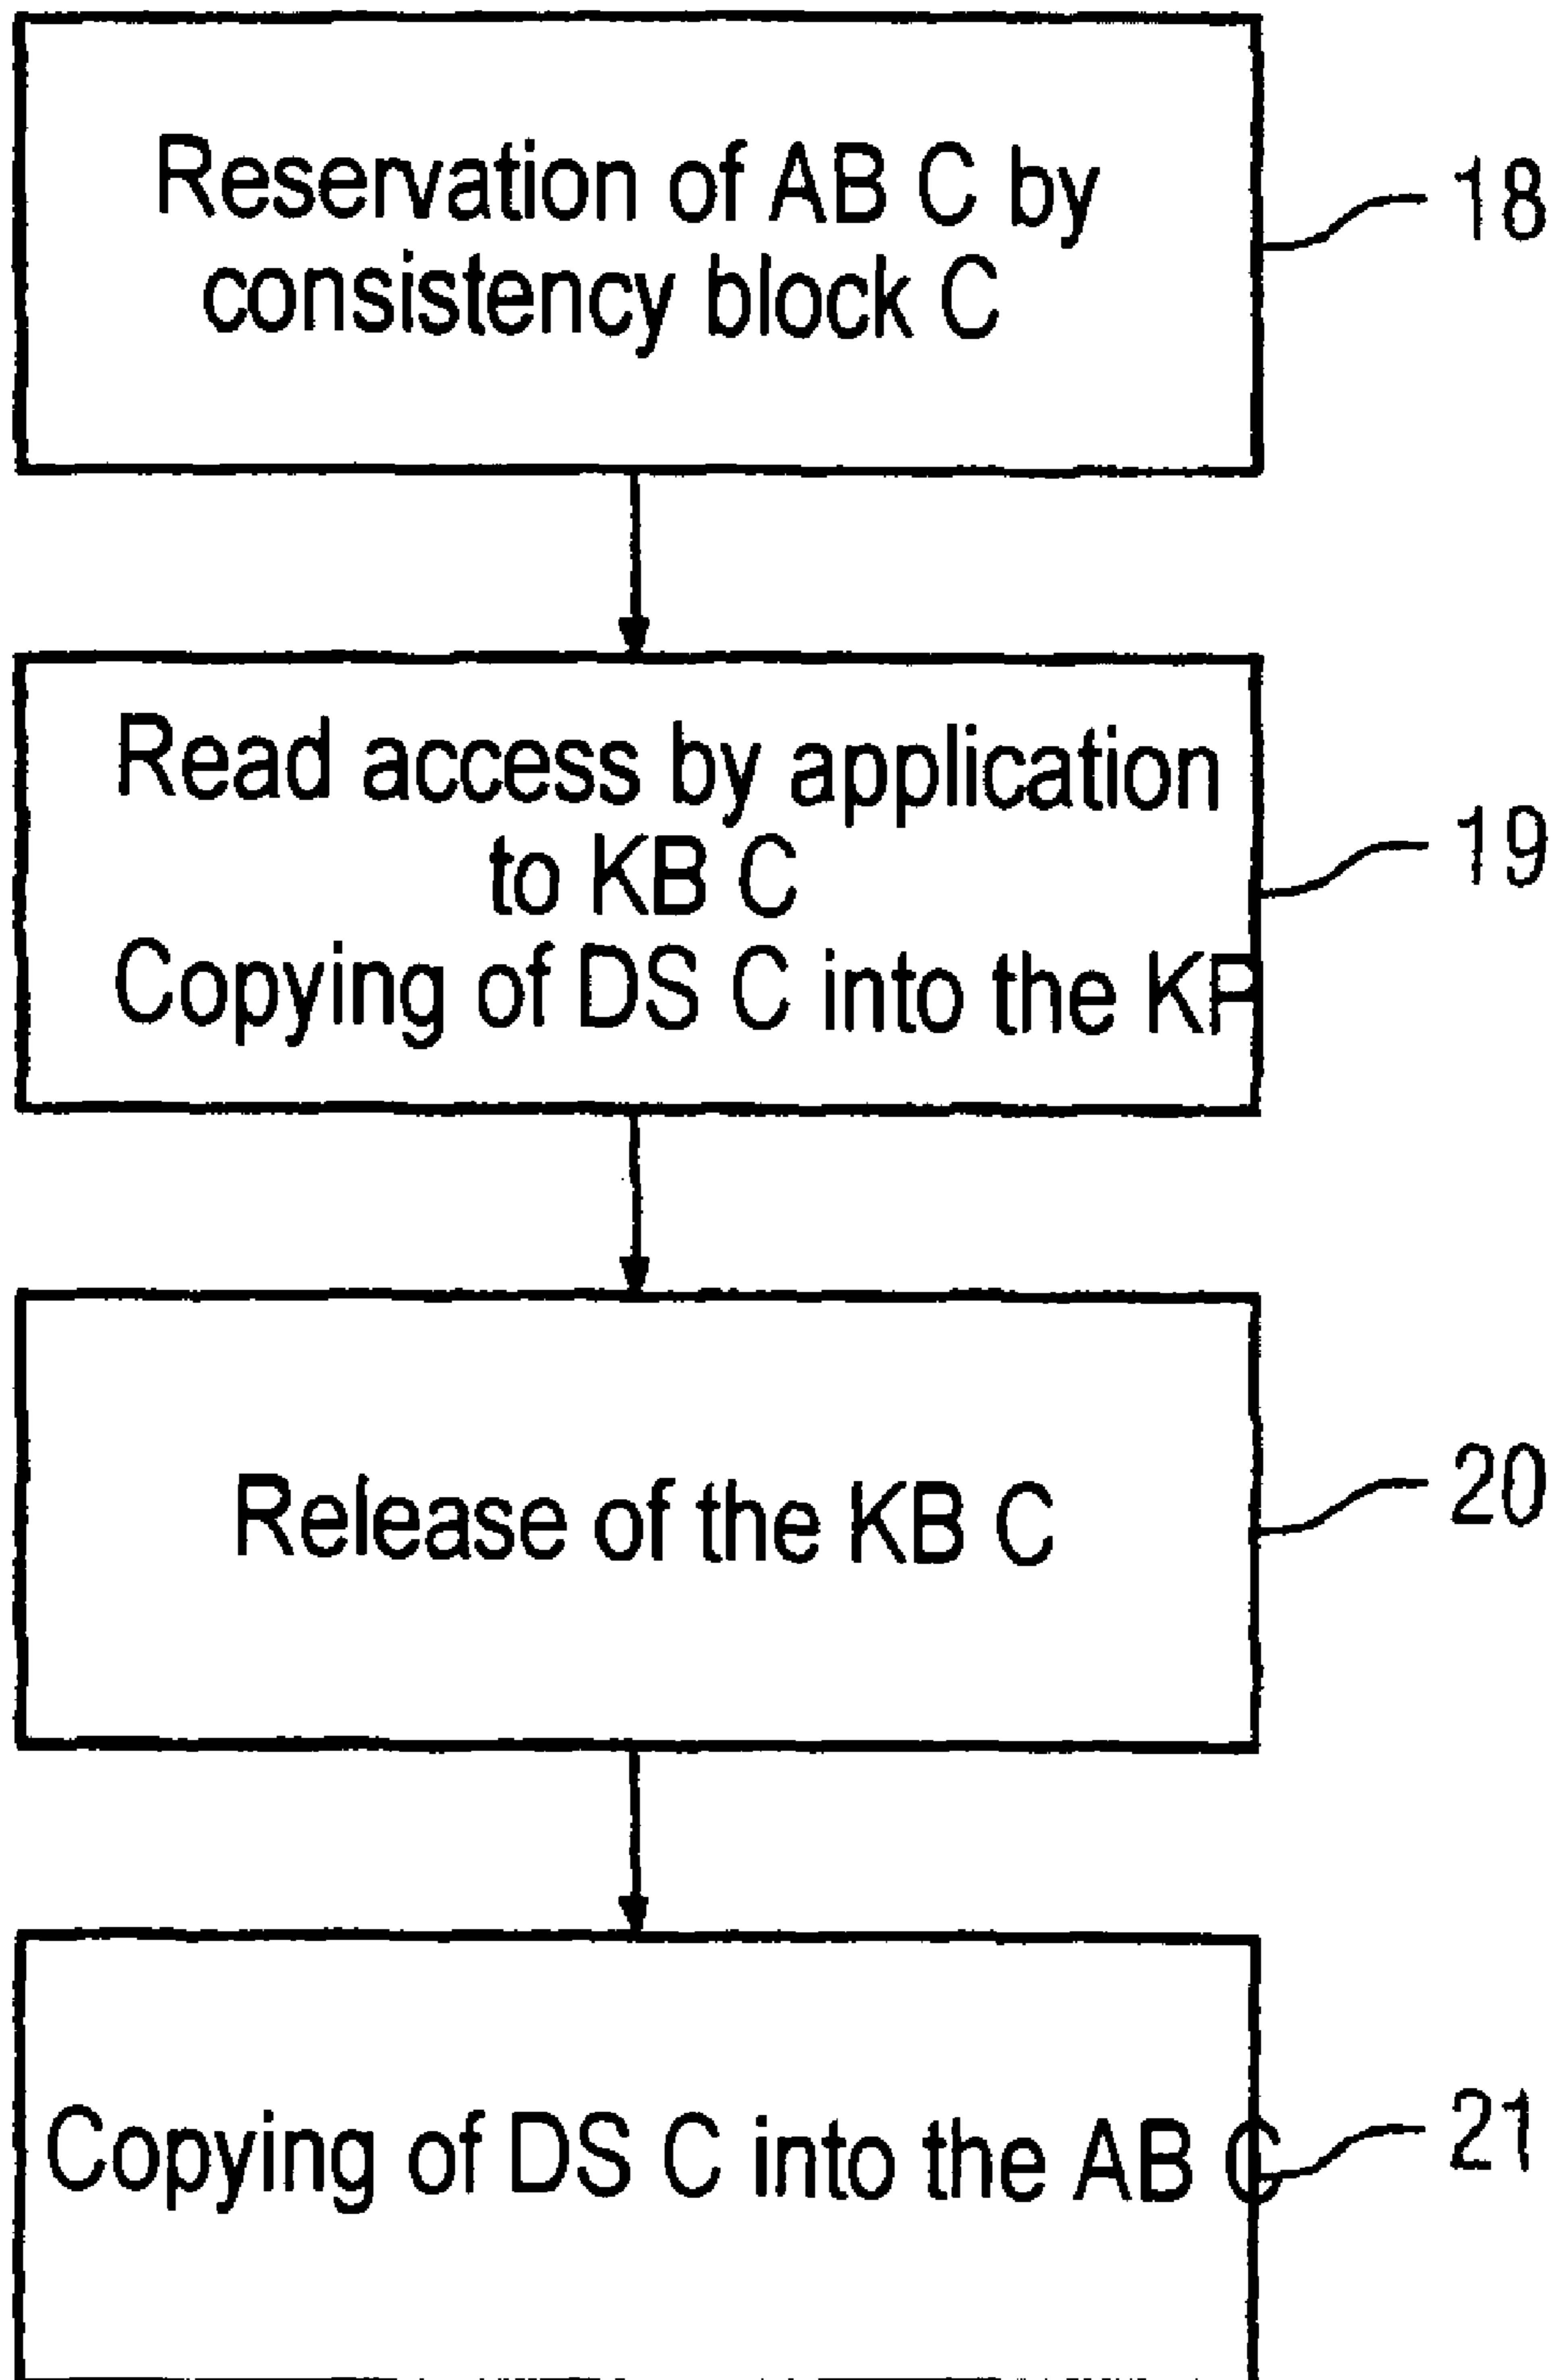 Reservation of AB C by
consistency block C
18
Read access by application
to KB C
Copying of DS C into the KP
19
Release of the KB C
20
Copying of DS C into the AB C
21